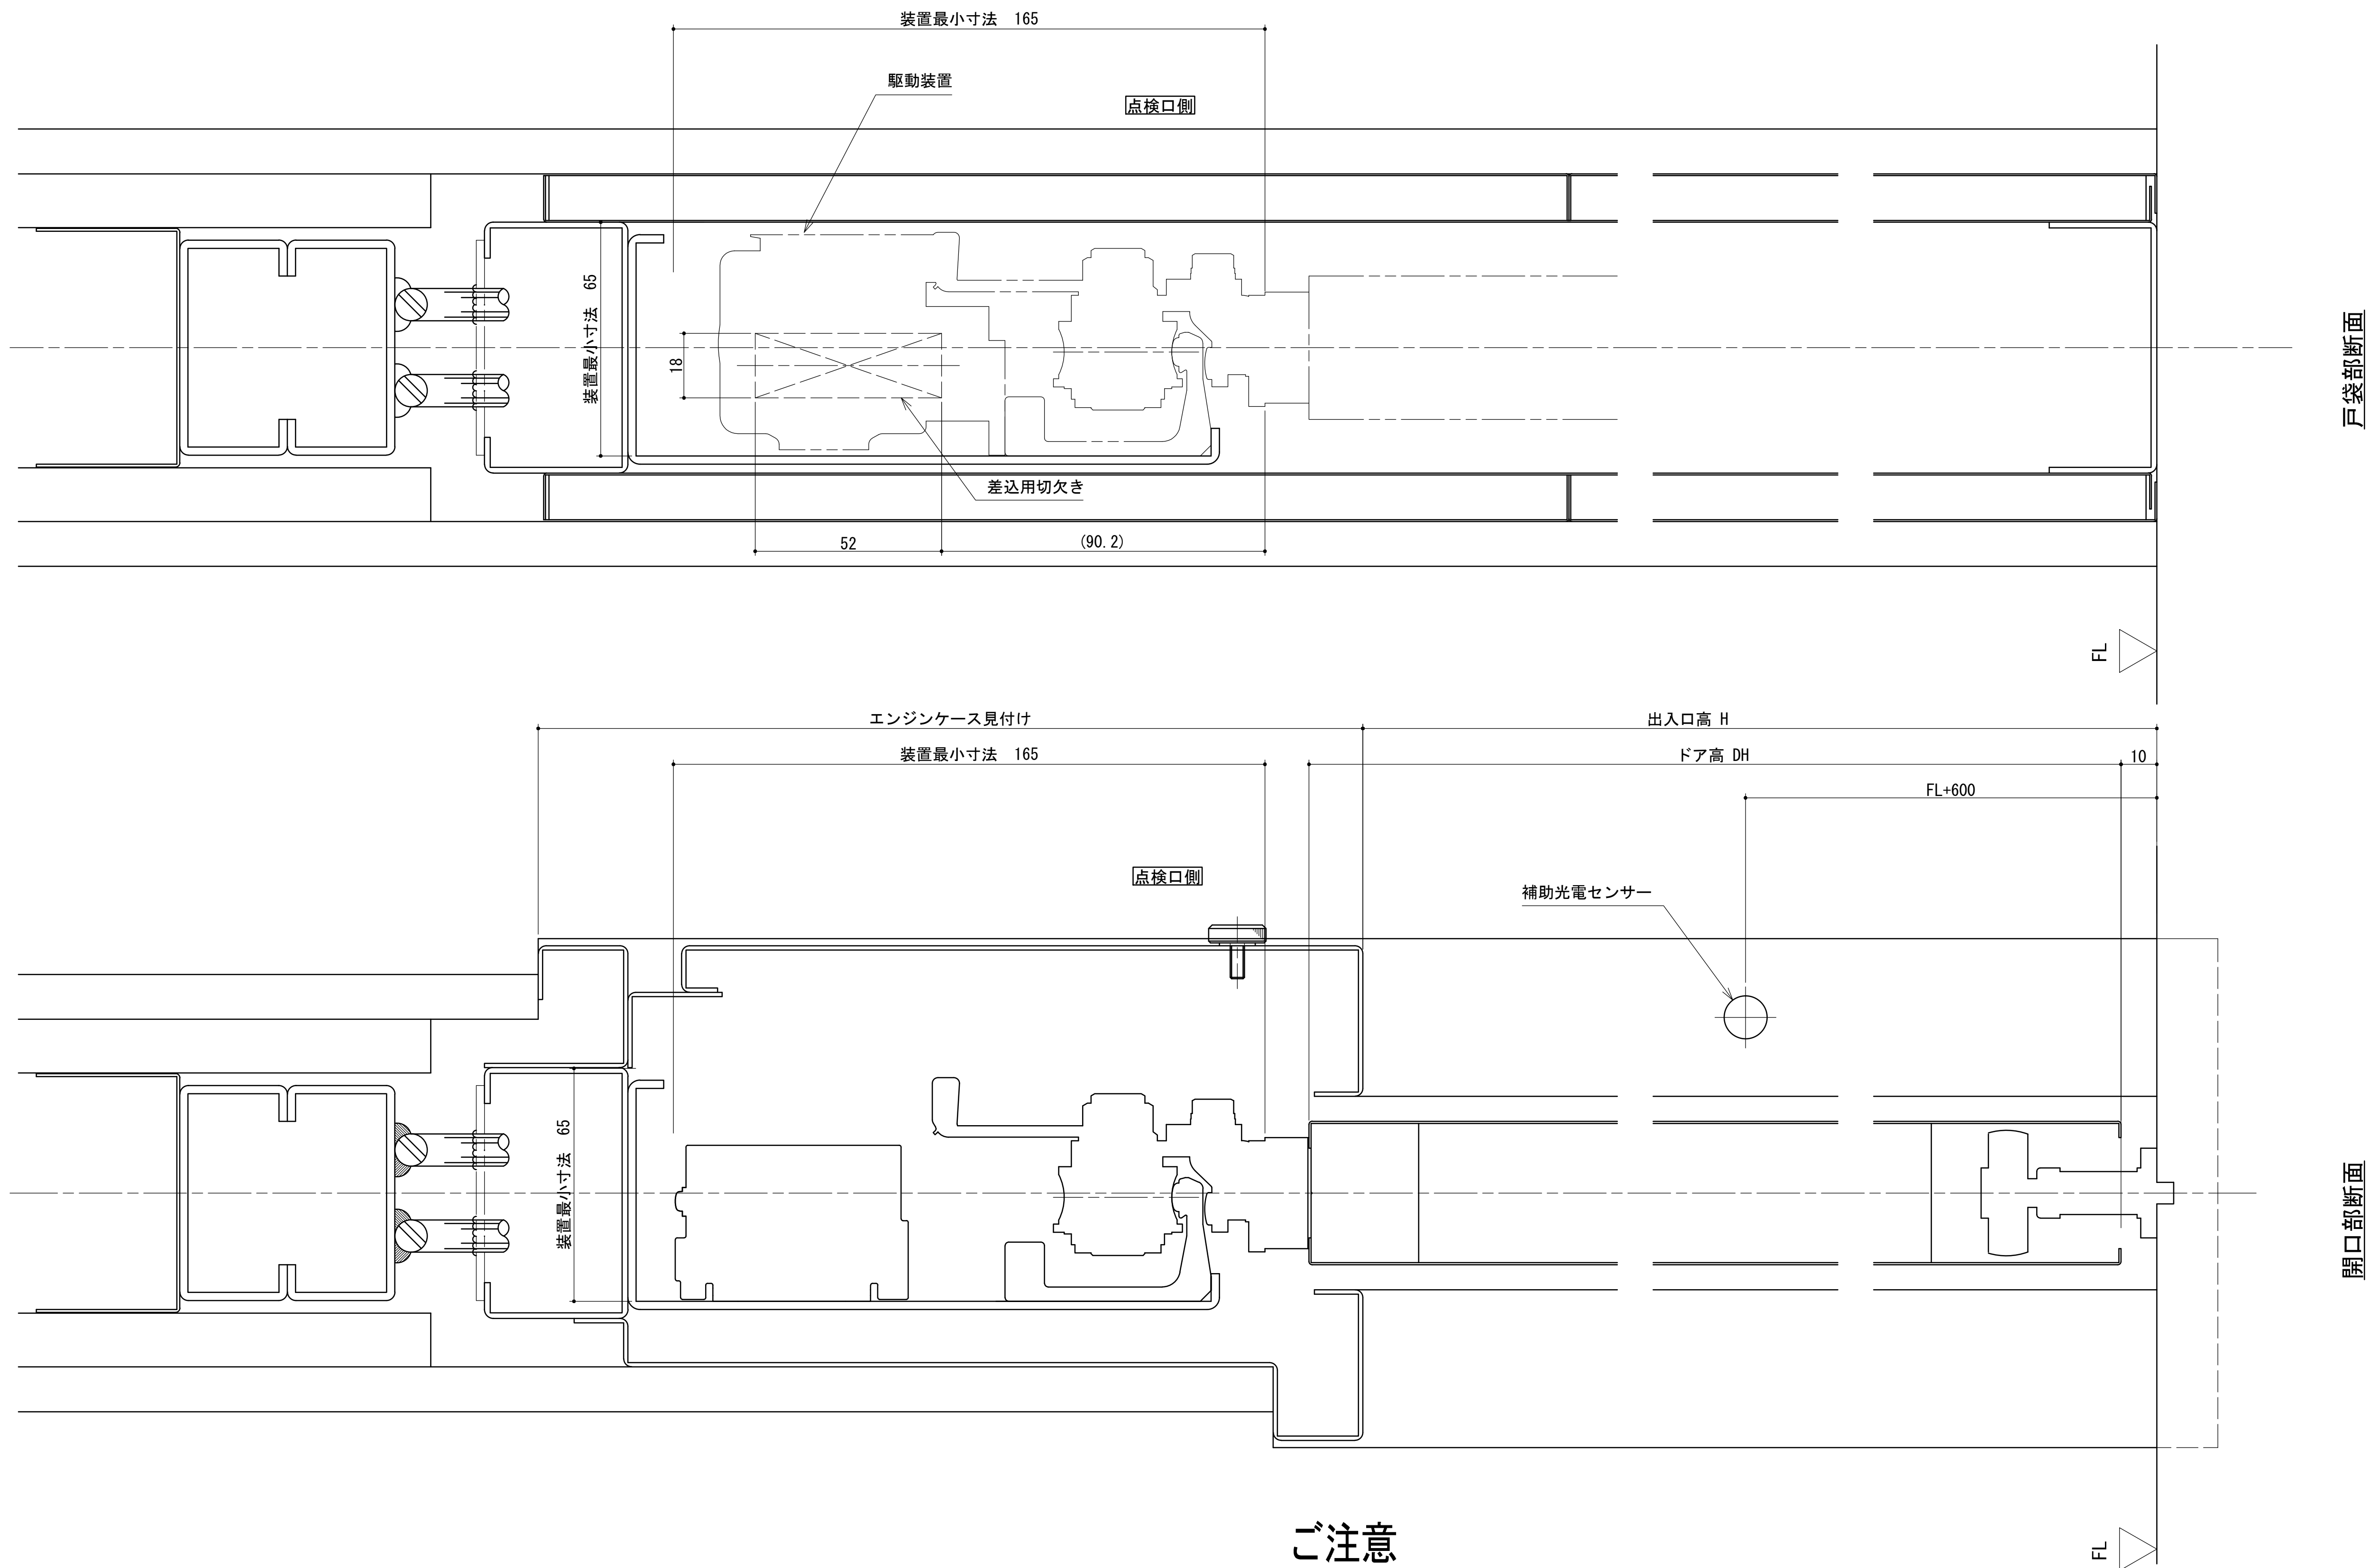 装置最小寸法 165
駆動装置
点検口側
装置最小寸法 65
18
差込用切欠き
52
(90.2)
戸袋部断面
FL
エンジンケース見付け
出入口高 H
装置最小寸法 165
ドア高 DH
10
FL+600
点検口側
補助光電センサー
装置最小寸法 65
開口部断面
FL
ご注意